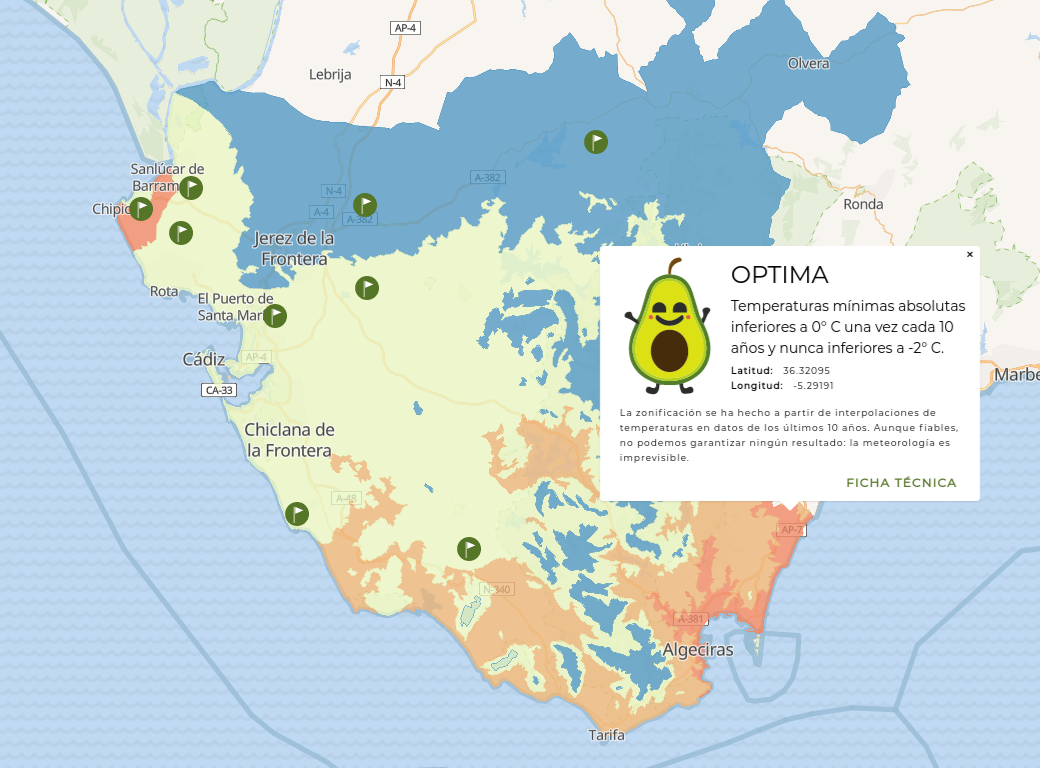 AP-4
Lebrija
N-4
Olvera
Sanlúcar de
Barram
A-382
N-4
Ronda
Chipio
A-4
A-382
Jerez de la
Frontera
Rota
El Puerto de
Santa Mar
Cádiz
AP-4
CA-33
Chiclana de
la Frontera
A-48
N-340
A-381
Algeciras
Tarifa
AP-7
Marbe
×
OPTIMA
Temperaturas mínimas absolutas
inferiores a 0º C una vez cada 10
años y nunca inferiores a -2º C.
Latitud: 36.32095
Longitud: -5.29191
La zonificación se ha hecho a partir de interpolaciones de
temperaturas en datos de los últimos 10 años. Aunque fiables,
no podemos garantizar ningún resultado: la meteorología es
imprevisible.
FICHA TÉCNICA